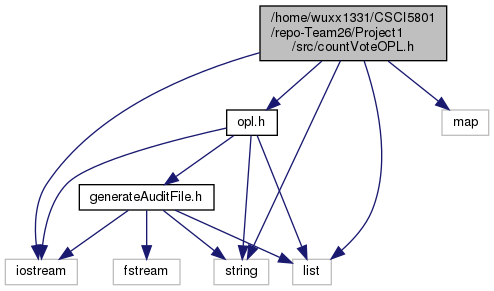 /home/wuxx1331/CSCI5801
/repo-Team26/Project1
/src/countVoteOPL.h
opl.h
map
generateAuditFile.h
iostream
fstream
string
list